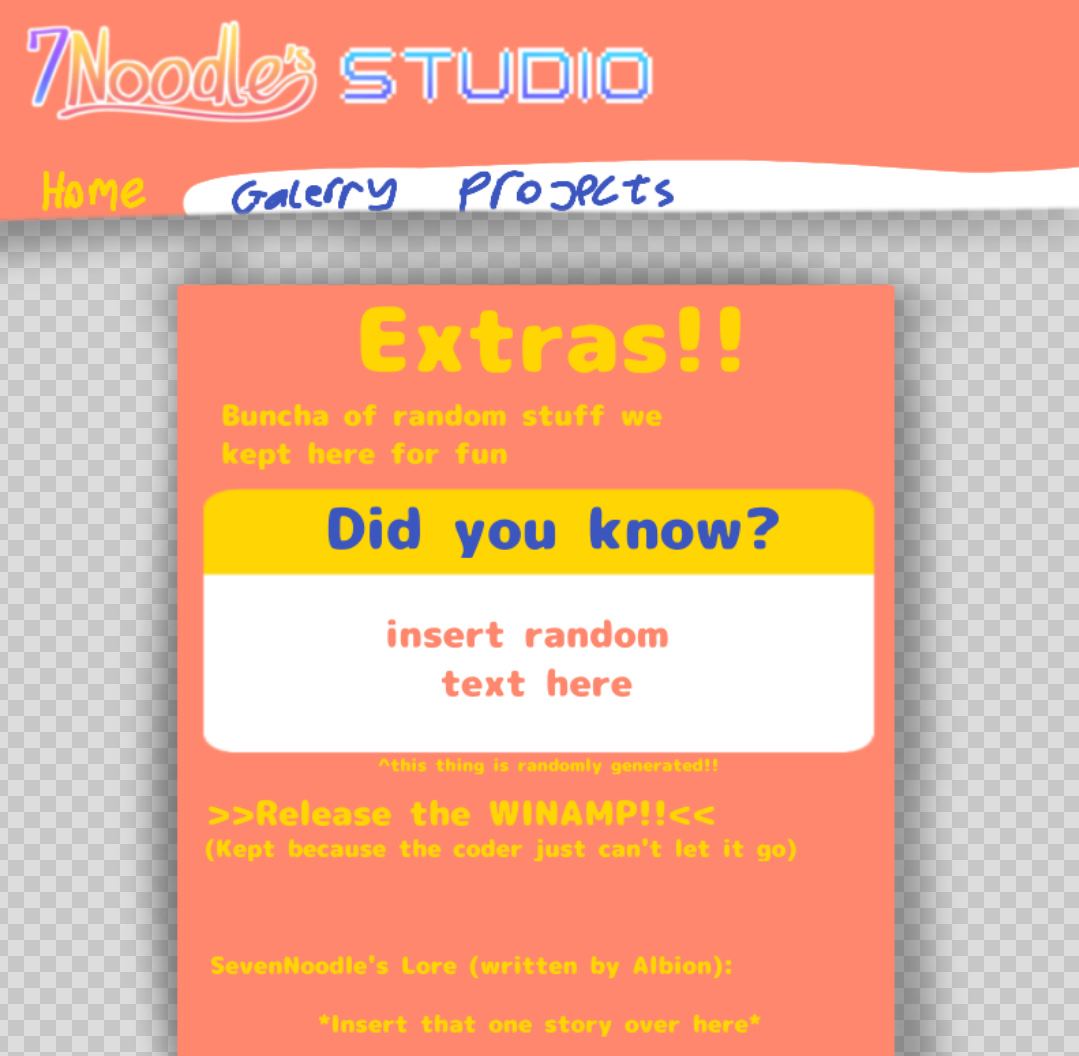 7Noodle's STUDIO
Home Galerry Projects
Extras!!
Buncha of random stuff we
kept here for fun
Did you know?
insert random
text here
^this thing is randomly generated!!
>>Release the WINAMP!!<<
(Kept because the coder just can't let it go)
SevenNoodle's Lore (written by Albion):
*Insert that one story over here*